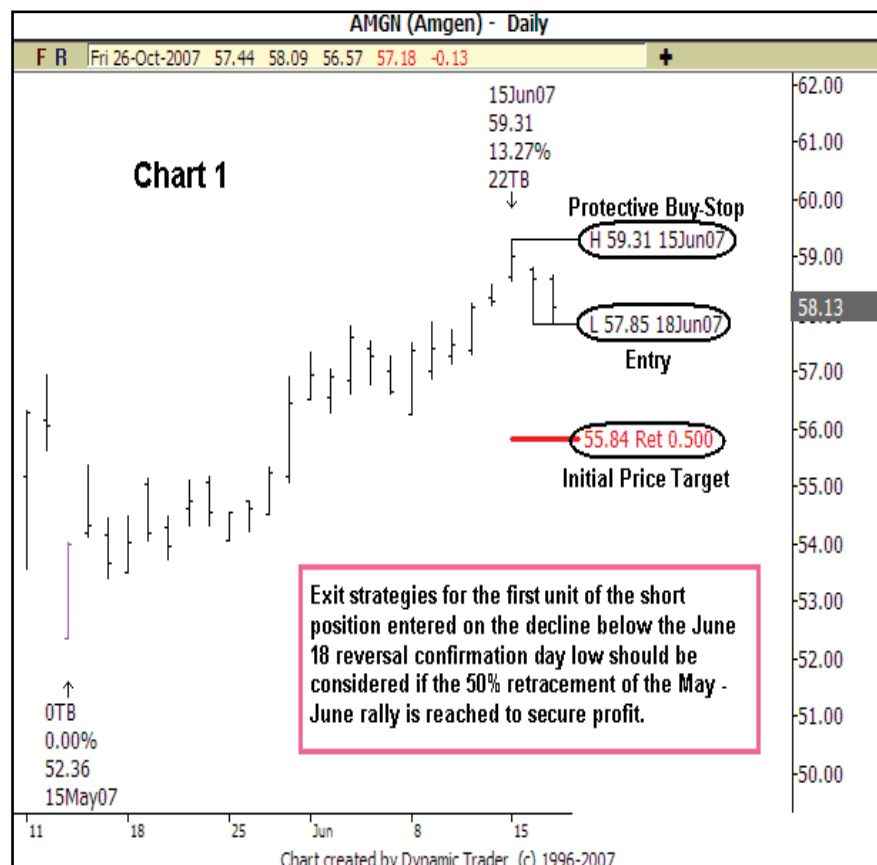 AMGN (Amgen) - Daily
F R Fri 26-Oct-2007 57.44 58.09 56.57 57.18 -0.13
Chart 1
15Jun07
59.31
13.27%
22TB
Protective Buy-Stop
H 59.31 15Jun07
L 57.85 18Jun07
Entry
55.84 Ret 0.500
Initial Price Target
62.00
61.00
60.00
59.00
58.13
57.00
56.00
55.00
54.00
53.00
52.00
51.00
50.00
Exit strategies for the first unit of the short
position entered on the decline below the June
18 reversal confirmation day low should be
considered if the 50% retracement of the May -
June rally is reached to secure profit.
0TB
0.00%
52.36
15May07
11 18 25 Jun 8 15
Chart created by Dynamic Trader (c) 1996-2007